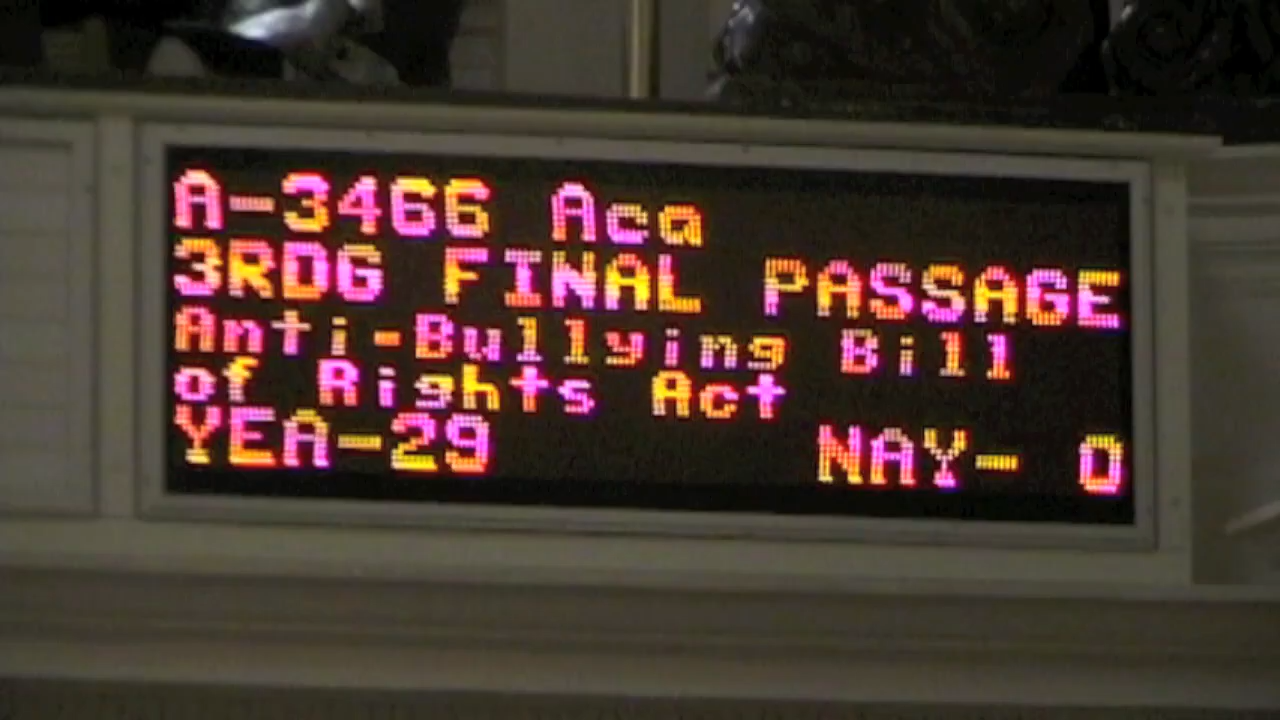 A-3466 Aca
3RDG FINAL PASSAGE
Anti-Bullying Bill
of Rights Act
YEA-29 NAY- 0